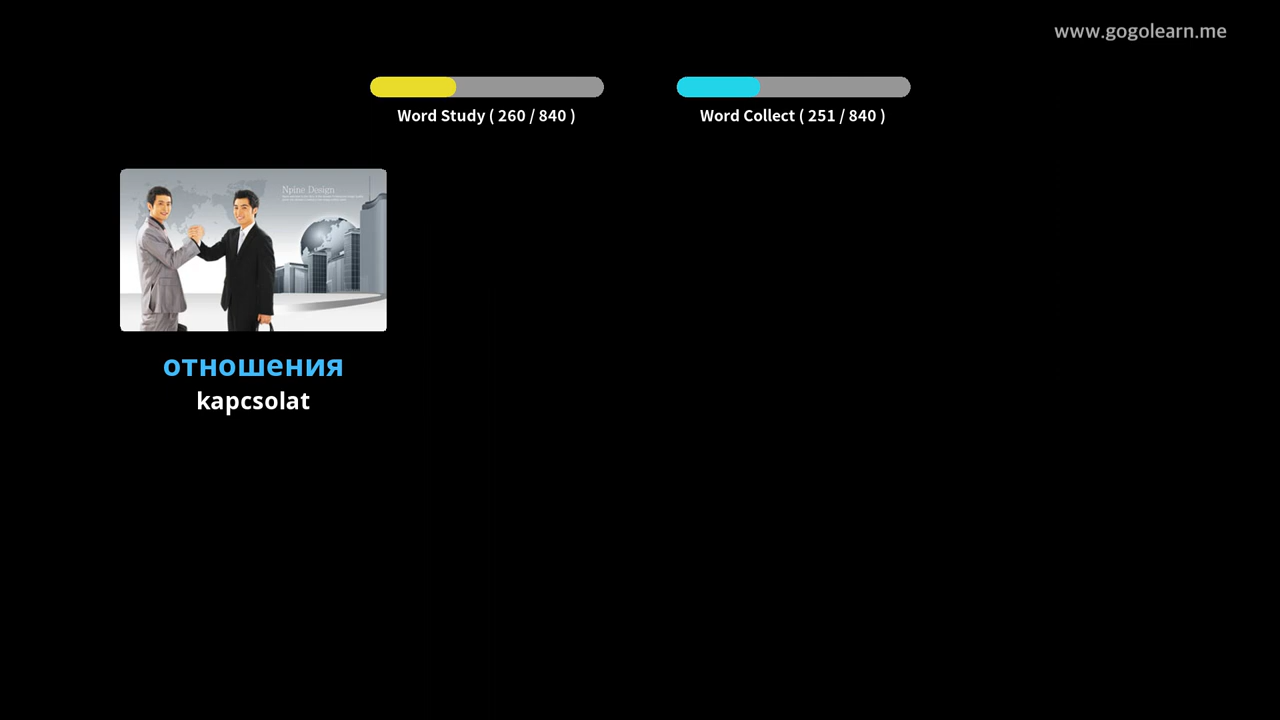 www.gogolearn.me
Word Study ( 260 / 840 )
Word Collect ( 251 / 840 )
Npine Design
отношения
kapcsolat